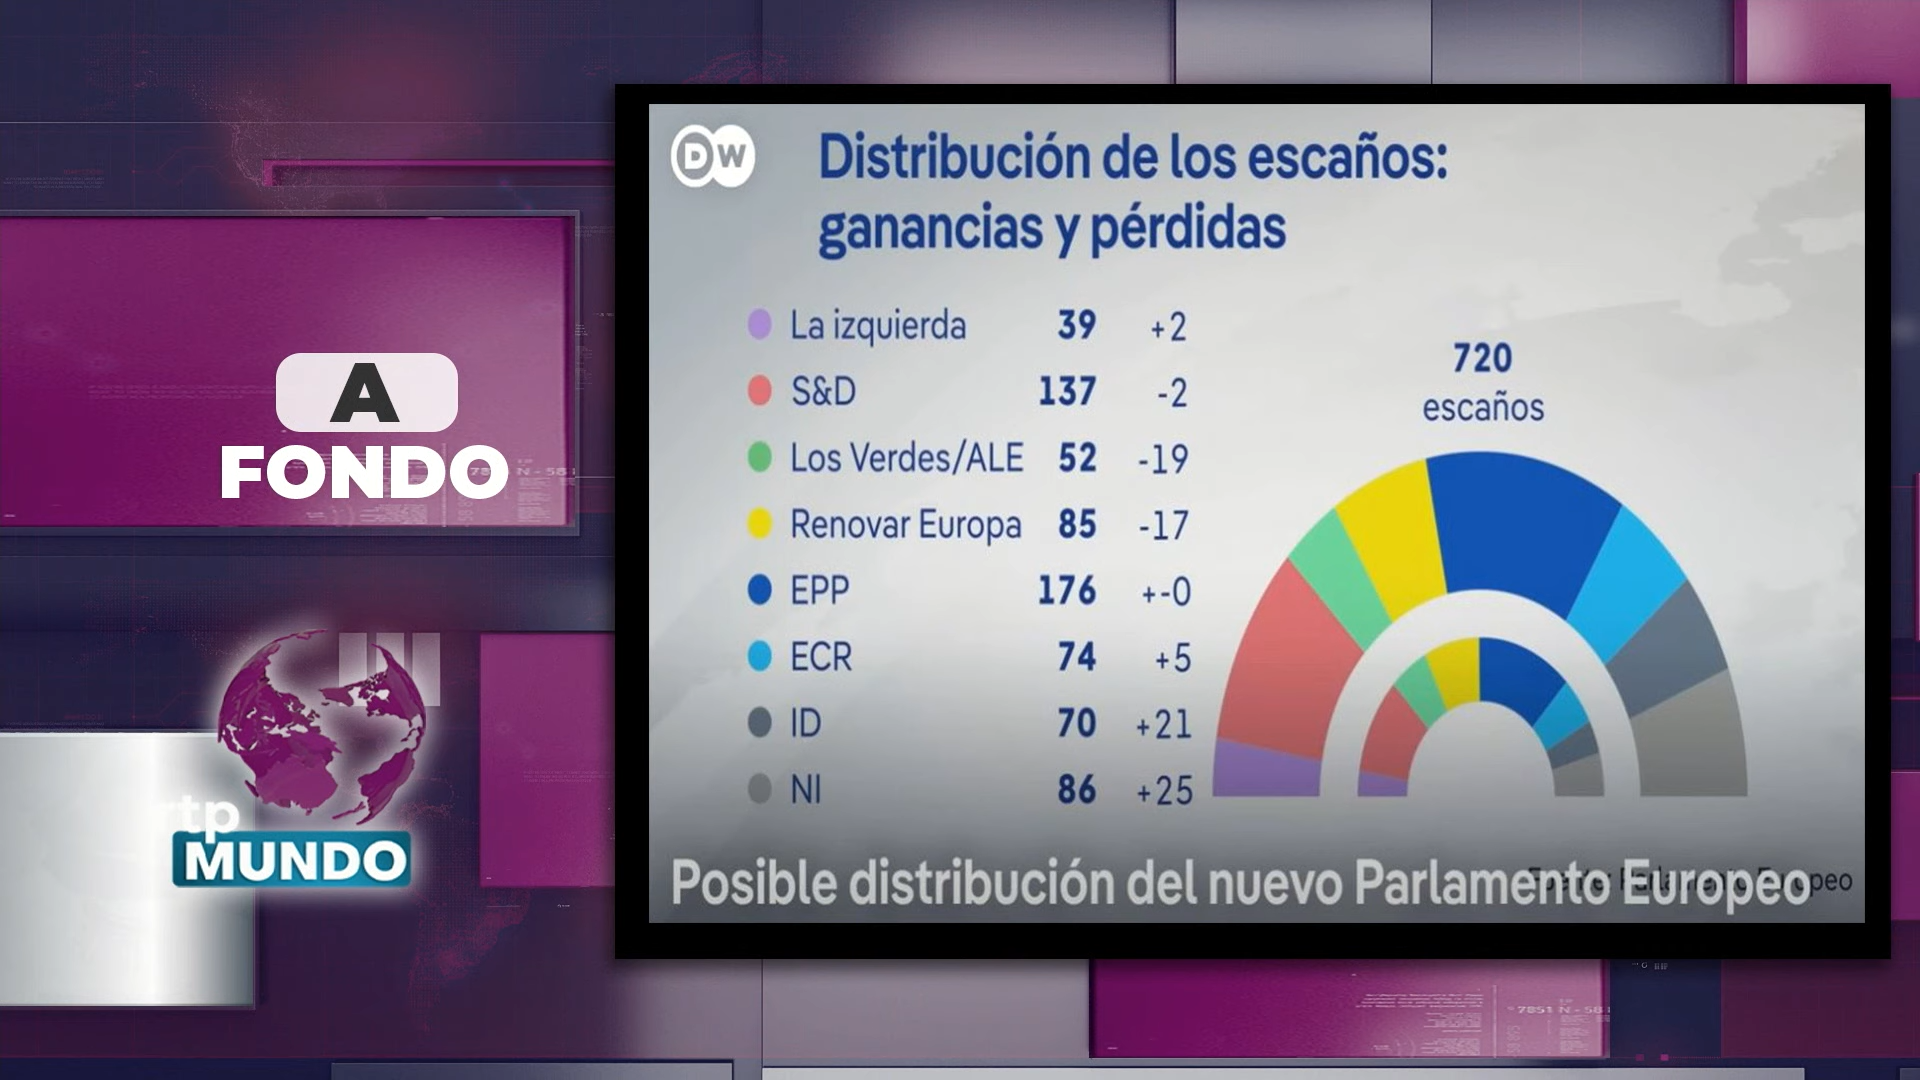 A
FONDO
rtp
MUNDO
DW
Distribución de los escaños:
ganancias y pérdidas
La izquierda 39 +2
S&D 137 -2
Los Verdes/ALE 52 -19
Renovar Europa 85 -17
EPP 176 +-0
ECR 74 +5
ID 70 +21
NI 86 +25
720
escaños
Posible distribución del nuevo Parlamento Europeo
7851 N - 581